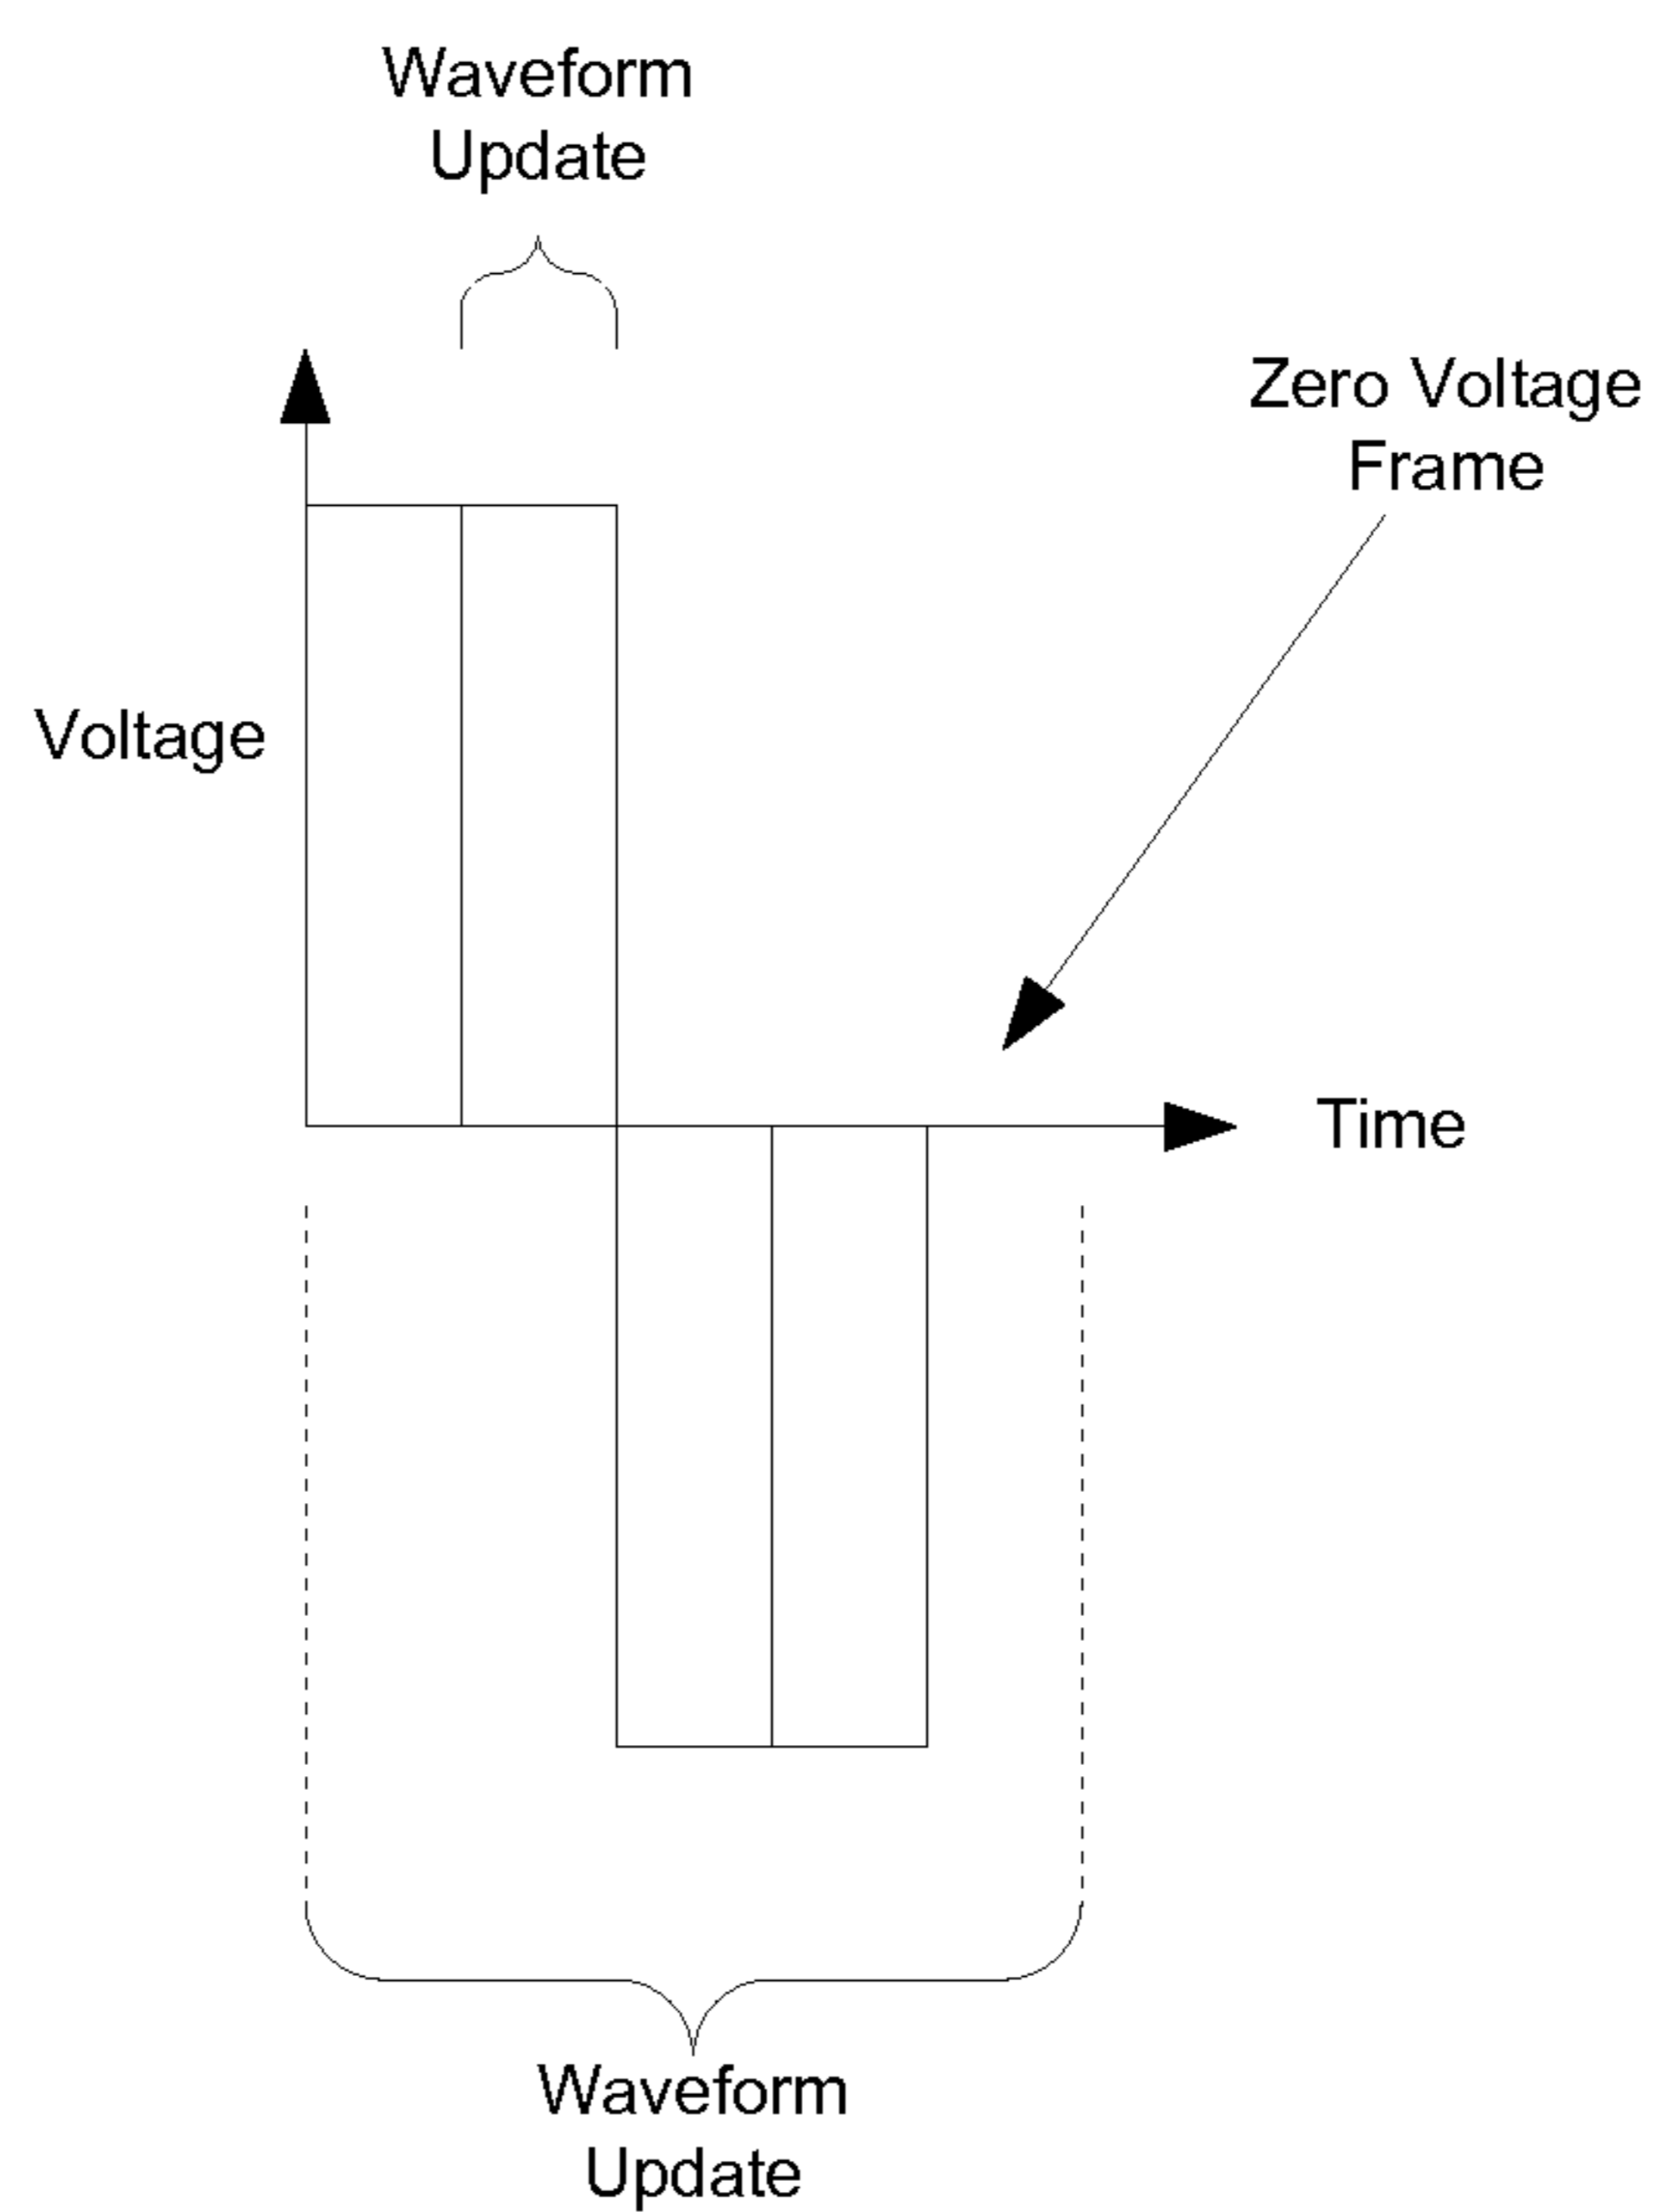 Waveform
Update
Zero Voltage
Frame
Voltage
Time
Waveform
Update